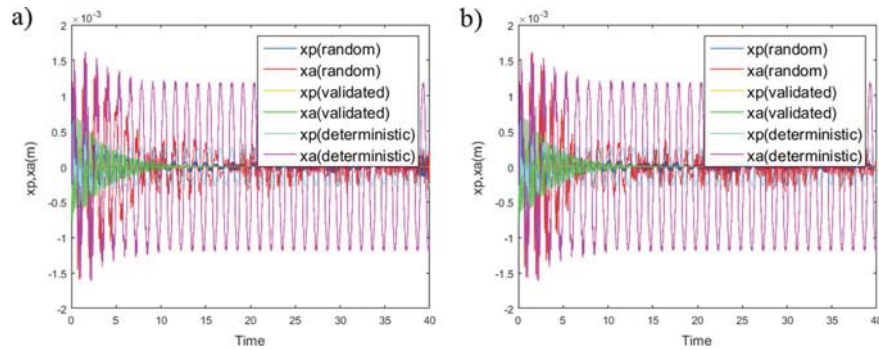 a)
×10⁻³
2
1.5
1
0.5
0
-0.5
-1
-1.5
-2
xp,xa(m)
0 5 10 15 20 25 30 35 40
Time
xp(random)
xa(random)
xp(validated)
xa(validated)
xp(deterministic)
xa(deterministic)
b)
×10⁻³
2
1.5
1
0.5
0
-0.5
-1
-1.5
-2
xp,xa(m)
0 5 10 15 20 25 30 35 40
Time
xp(random)
xa(random)
xp(validated)
xa(validated)
xp(deterministic)
xa(deterministic)